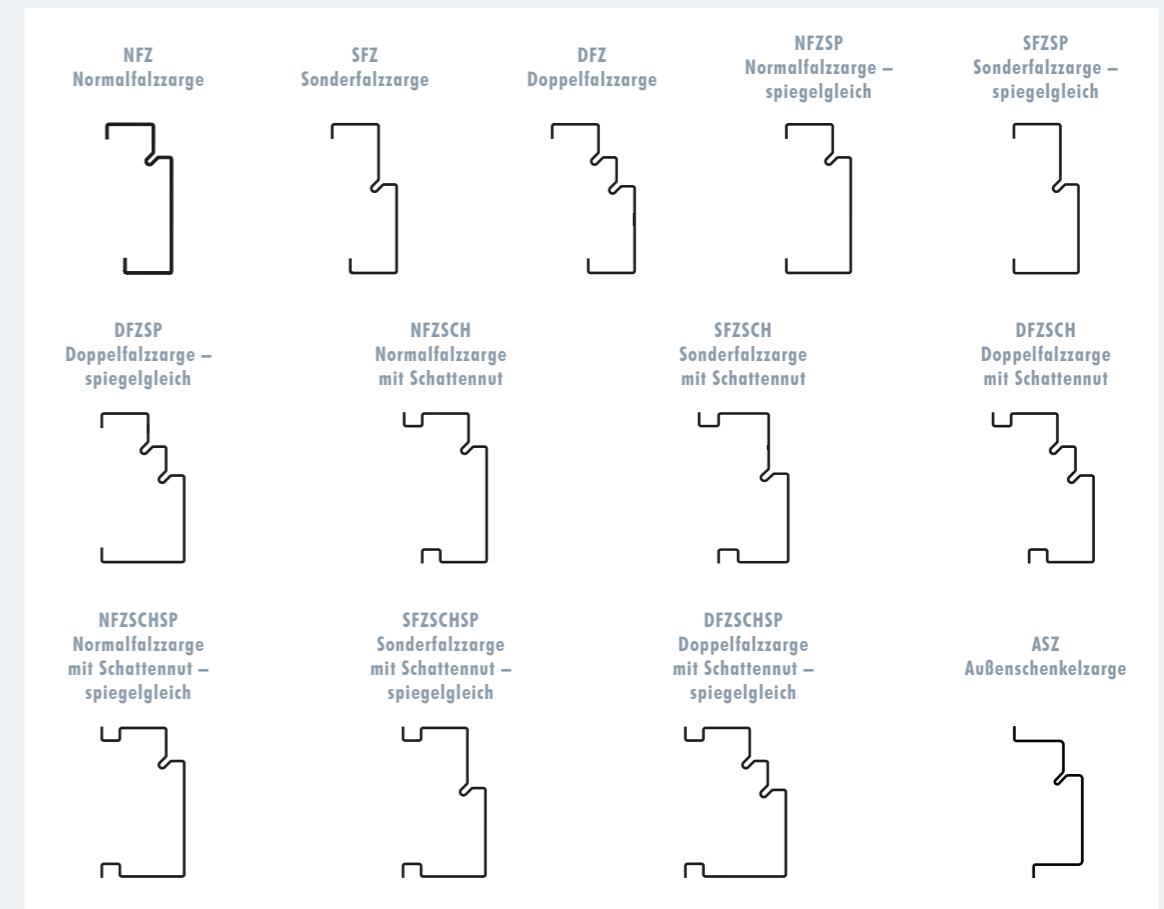 NFZ
Normalfalzzarge
SFZ
Sonderfalzzarge
DFZ
Doppelfalzzarge
NFZSP
Normalfalzzarge –
spiegelgleich
SFZSP
Sonderfalzzarge –
spiegelgleich
DFZSP
Doppelfalzzarge –
spiegelgleich
NFZSCH
Normalfalzzarge
mit Schattennut
SFZSCH
Sonderfalzzarge
mit Schattennut
DFZSCH
Doppelfalzzarge
mit Schattennut
NFZSCHSP
Normalfalzzarge
mit Schattennut –
spiegelgleich
SFZSCHSP
Sonderfalzzarge
mit Schattennut –
spiegelgleich
DFZSCHSP
Doppelfalzzarge
mit Schattennut –
spiegelgleich
ASZ
Außenschenkelzarge